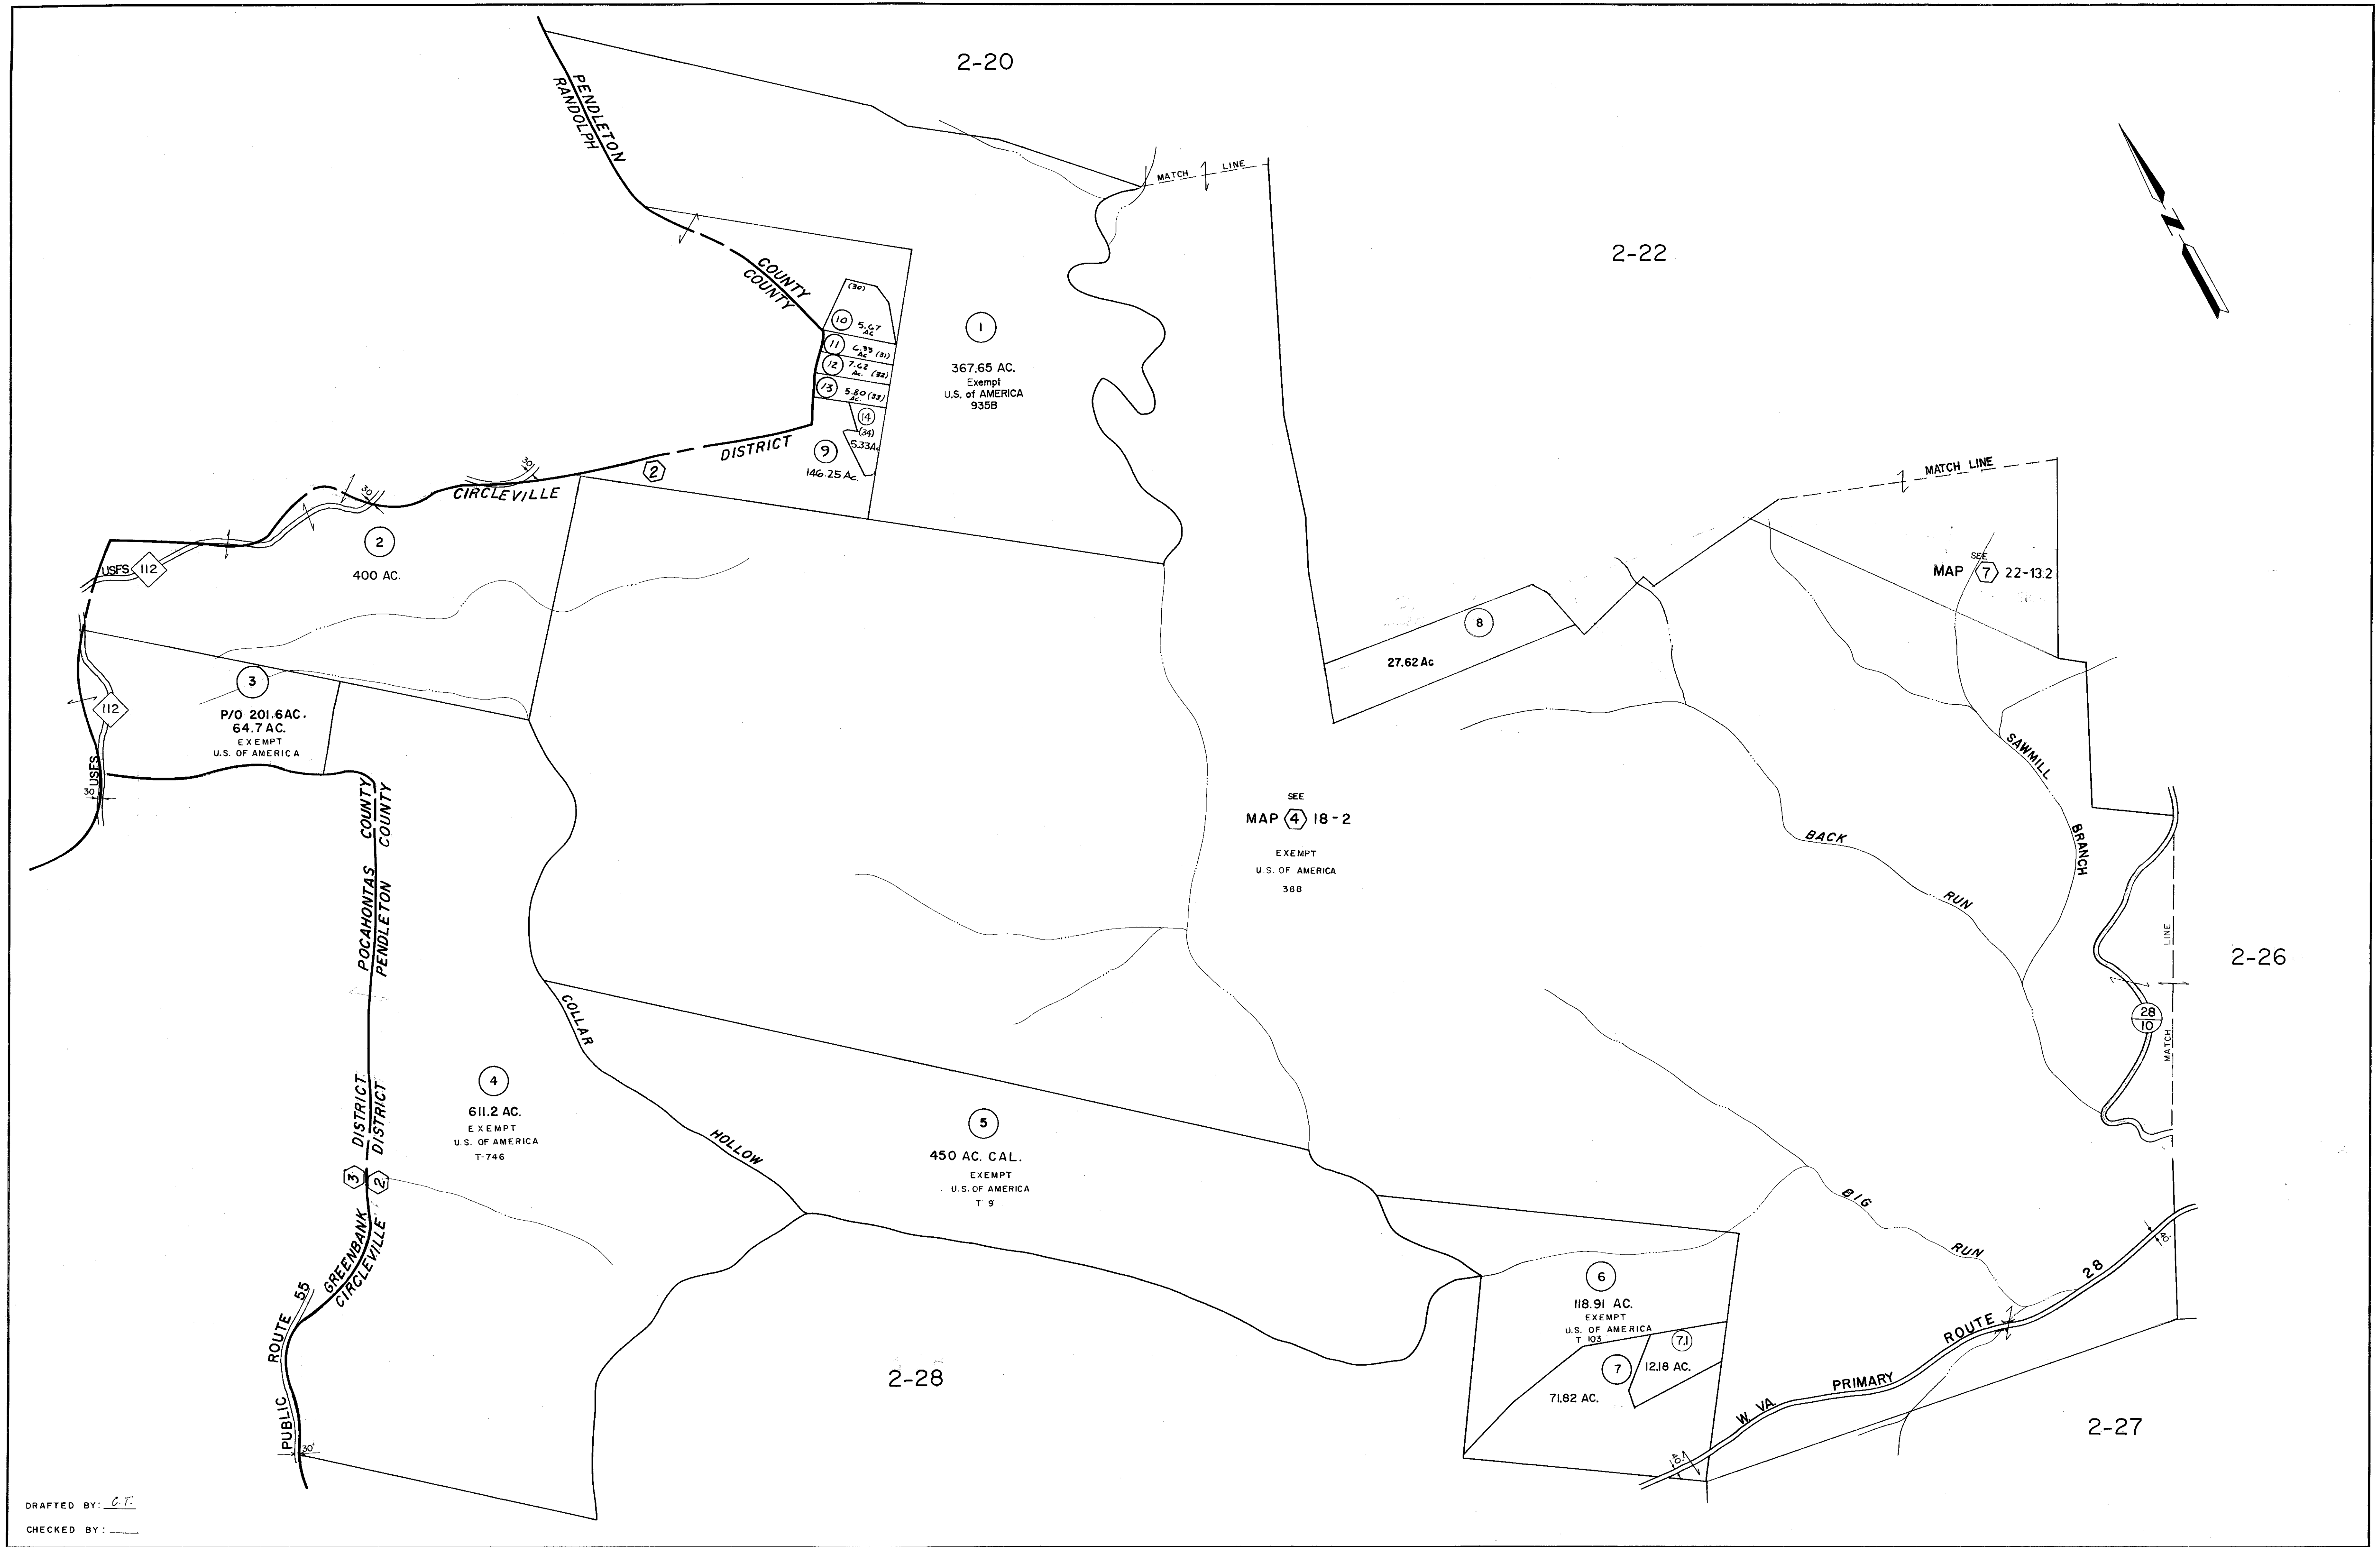 2-20
PENDLETON
RANDOLPH
MATCH LINE
N
2-22
COUNTY
COUNTY
(30)
10 5.67
AC
11 6.33 (31)
Ac
12 7.62 (32)
Ac.
13 5.80 (33)
AC.
14
(34)
5.33Ac
1
367.65 AC.
Exempt
U.S. of AMERICA
935B
DISTRICT
2
9
146.25 Ac.
CIRCLEVILLE
30'
30'
MATCH LINE
2
400 AC.
USFS 112
SEE
MAP 7 22-13.2
8
27.62 Ac
3
P/O 201.6AC.
64.7 AC.
EXEMPT
U.S. OF AMERICA
112
USFS
30
SAWMILL
BRANCH
POCAHONTAS COUNTY
PENDLETON COUNTY
SEE
MAP 4 18-2
EXEMPT
U.S. OF AMERICA
388
BACK
RUN
MATCH LINE
2-26
28
10
COLLAR
HOLLOW
4
611.2 AC.
EXEMPT
U.S. OF AMERICA
T-746
5
450 AC. CAL.
EXEMPT
U.S. OF AMERICA
T 9
3 DISTRICT
2 DISTRICT
GREENBANK
CIRCLEVILLE
BIG
RUN
6
118.91 AC.
EXEMPT
U.S. OF AMERICA
T 103
7.1
12.18 AC.
7
71.82 AC.
PUBLIC ROUTE 55
30'
W. VA. PRIMARY ROUTE 28
40'
40'
2-28
2-27
DRAFTED BY: C.T.
CHECKED BY: